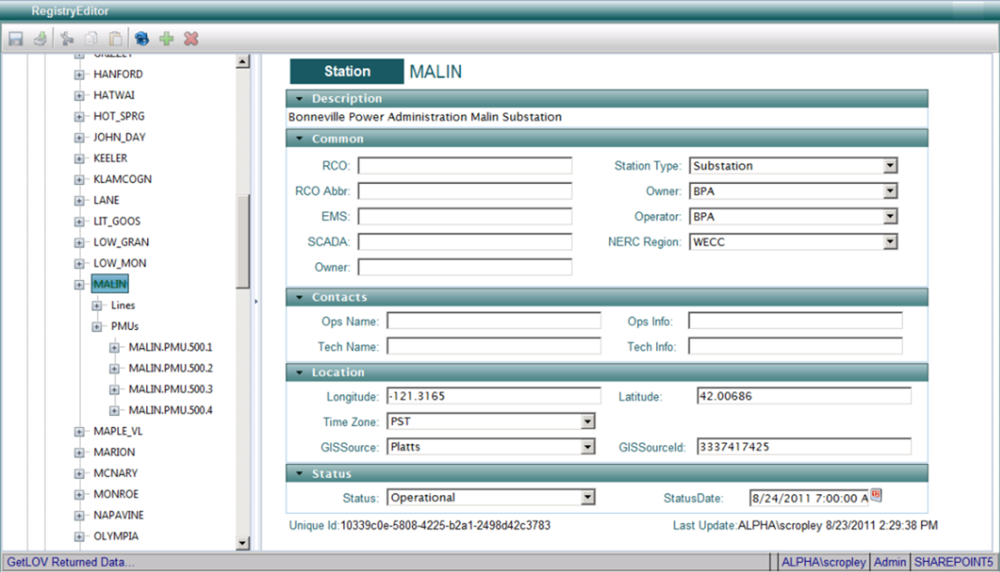 RegistryEditor
HANFORD
HATWAI
HOT_SPRG
JOHN_DAY
KEELER
KLAMCOGN
LANE
LIT_GOOS
LOW_GRAN
LOW_MON
MALIN
Lines
PMUs
MALIN.PMU.500.1
MALIN.PMU.500.2
MALIN.PMU.500.3
MALIN.PMU.500.4
MAPLE_VL
MARION
MCNARY
MONROE
NAPAVINE
OLYMPIA
Station MALIN
Description
Bonneville Power Administration Malin Substation
Common
RCO: Station Type: Substation
RCO Abbr: Owner: BPA
EMS: Operator: BPA
SCADA: NERC Region: WECC
Owner:
Contacts
Ops Name: Ops Info:
Tech Name: Tech Info:
Location
Longitude: -121.3165 Latitude: 42.00686
Time Zone: PST
GISSource: Platts GISSourceId: 3337417425
Status
Status: Operational StatusDate: 8/24/2011 7:00:00 A
Unique Id:10339c0e-5808-4225-b2a1-2498d42c3783 Last Update:ALPHA\scropley 8/23/2011 2:29:38 PM
GetLOV Returned Data... ALPHA\scropley Admin SHAREPOINT5